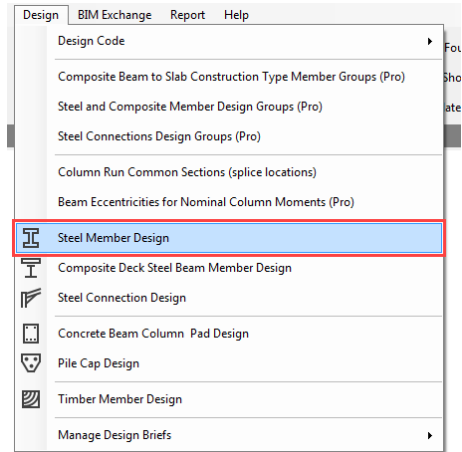 Design BIM Exchange Report Help
Design Code
Composite Beam to Slab Construction Type Member Groups (Pro)
Steel and Composite Member Design Groups (Pro)
Steel Connections Design Groups (Pro)
Column Run Common Sections (splice locations)
Beam Eccentricities for Nominal Column Moments (Pro)
Steel Member Design
Composite Deck Steel Beam Member Design
Steel Connection Design
Concrete Beam Column Pad Design
Pile Cap Design
Timber Member Design
Manage Design Briefs